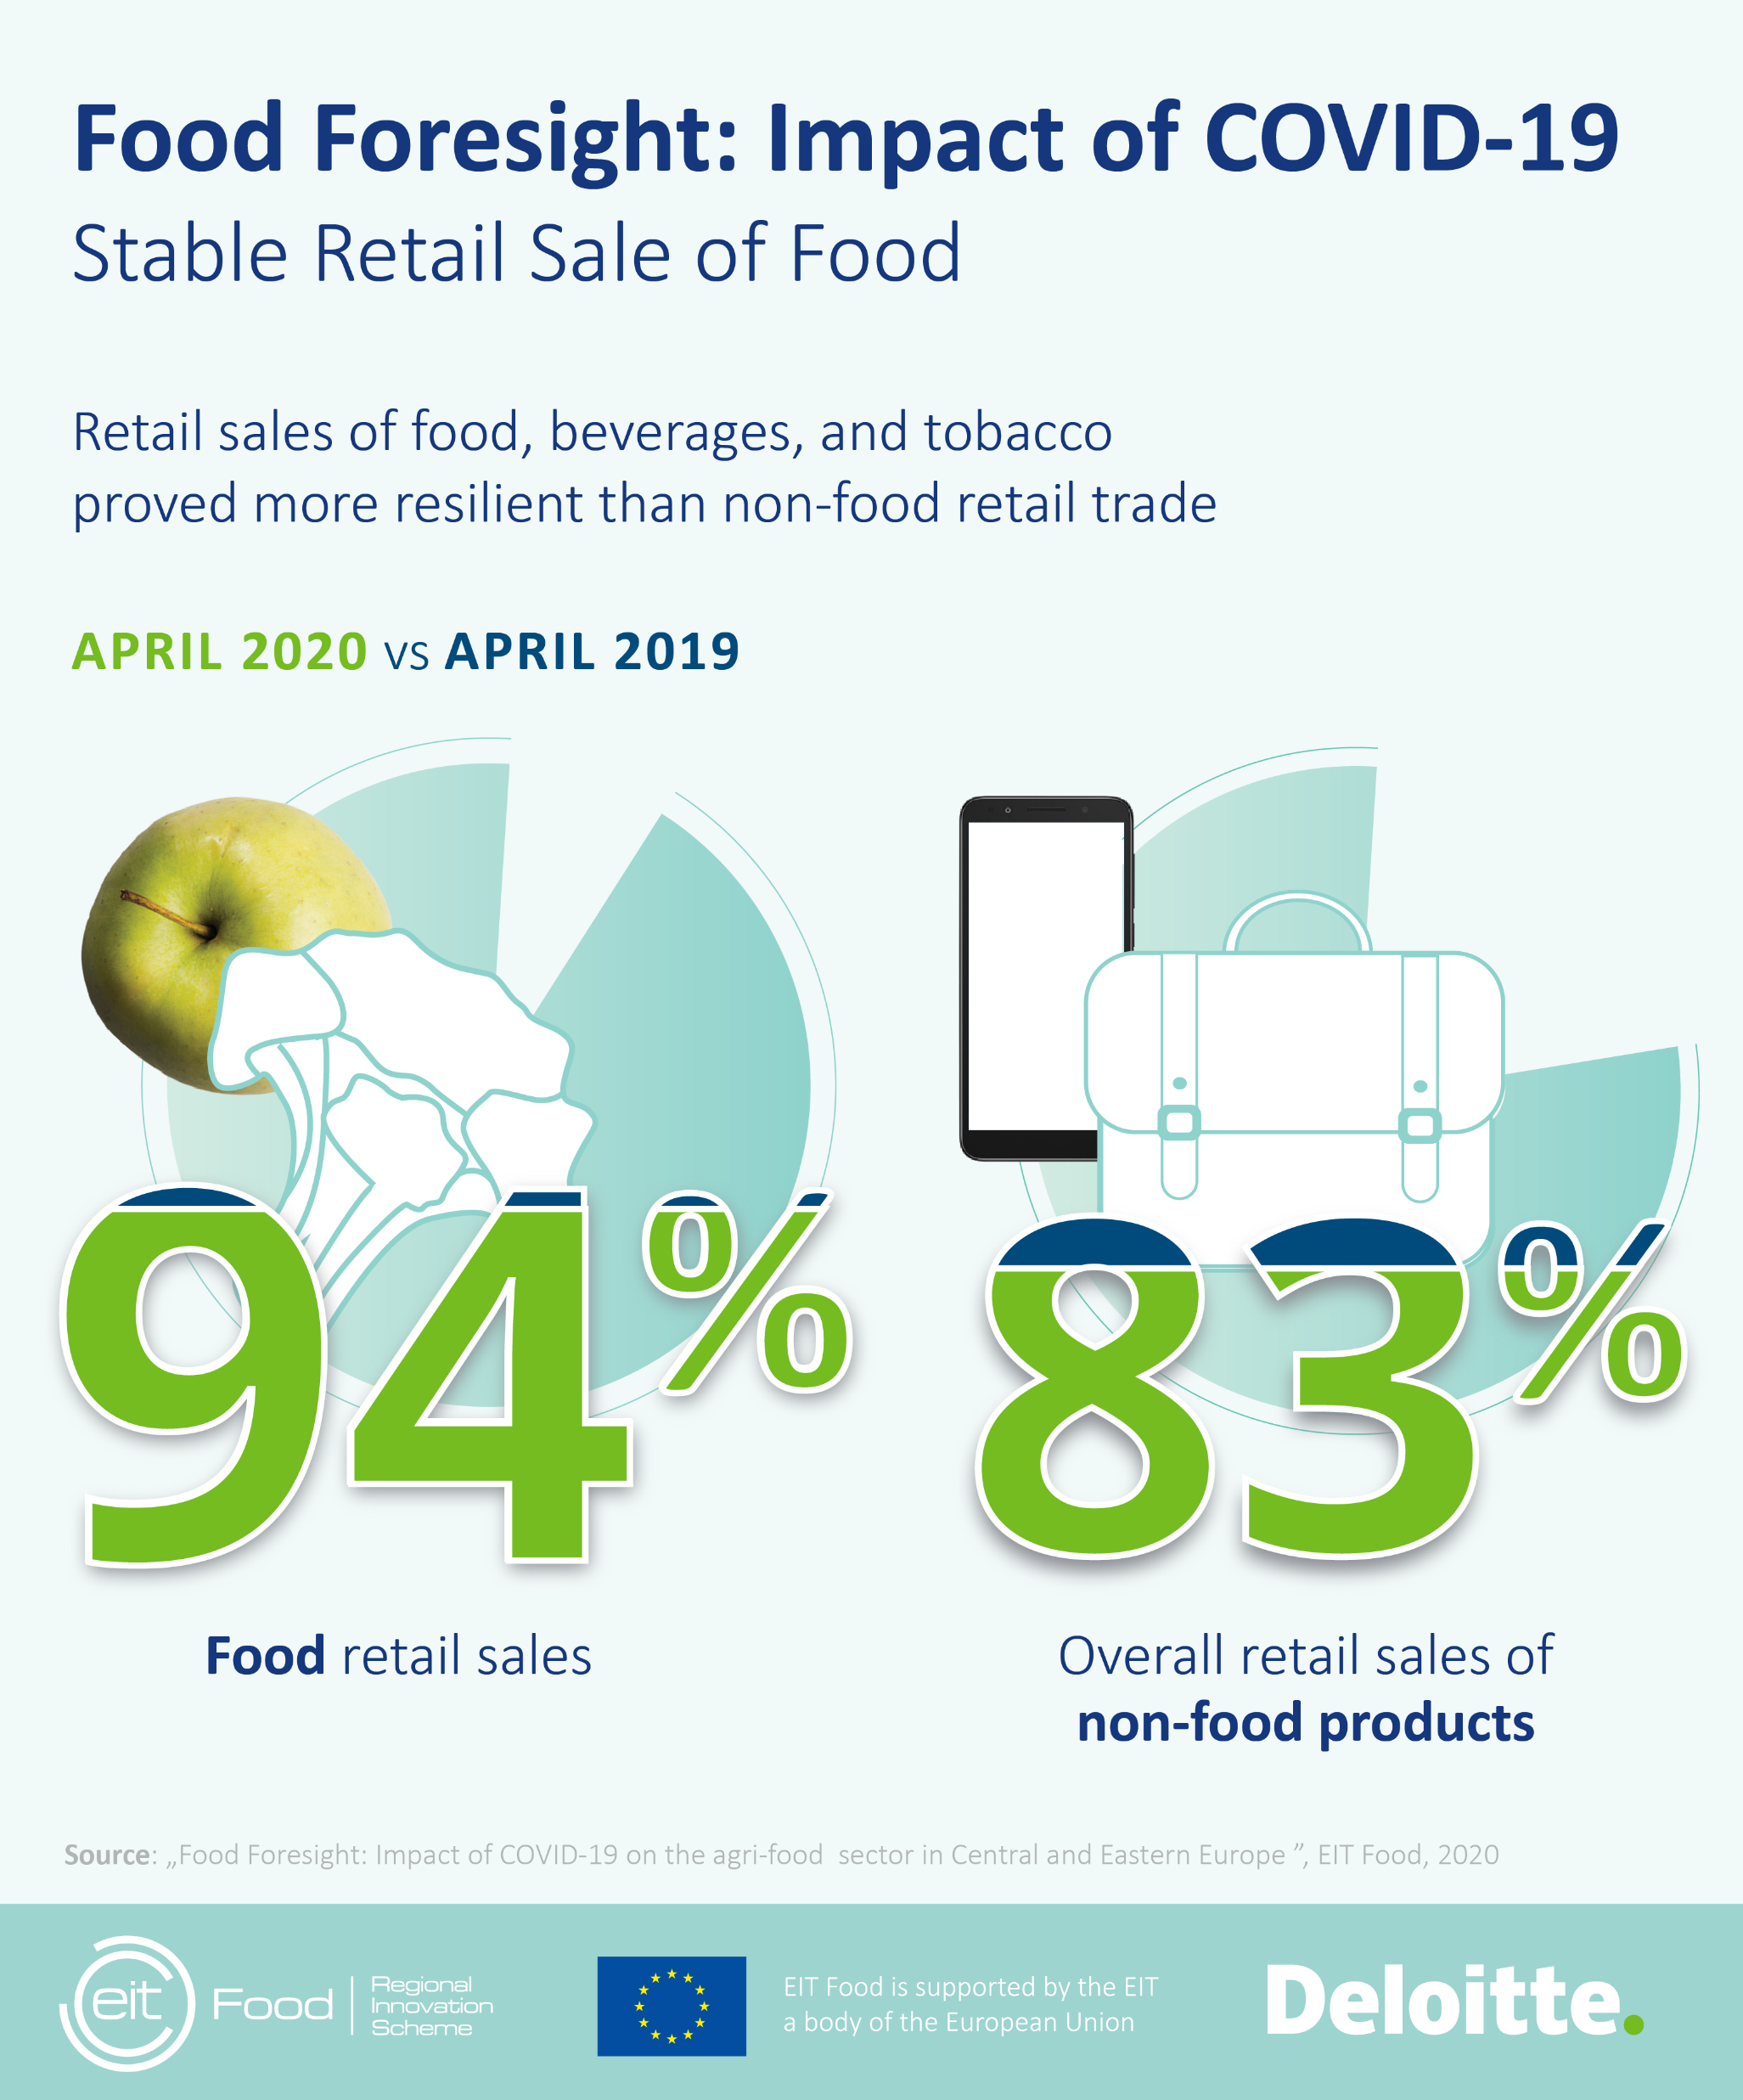 Food Foresight: Impact of COVID-19
Stable Retail Sale of Food
Retail sales of food, beverages, and tobacco
proved more resilient than non-food retail trade
APRIL 2020 vs APRIL 2019
94%
Food retail sales
83%
Overall retail sales of
non-food products
Source: „Food Foresight: Impact of COVID-19 on the agri-food  sector in Central and Eastern Europe ”, EIT Food, 2020
eit Food
Regional
Innovation
Scheme
EIT Food is supported by the EIT
a body of the European Union
Deloitte.